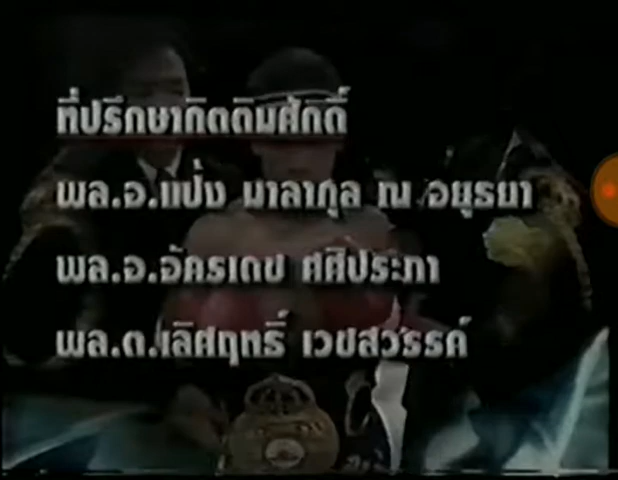 ที่ปรึกษากิตติมศักดิ์
พล.อ.แป้ง มาลากุล ณ อยุธยา
พล.อ.อัครเดช ศศิประภา
พล.ต.เลิศฤทธิ์ เวชสวรรค์